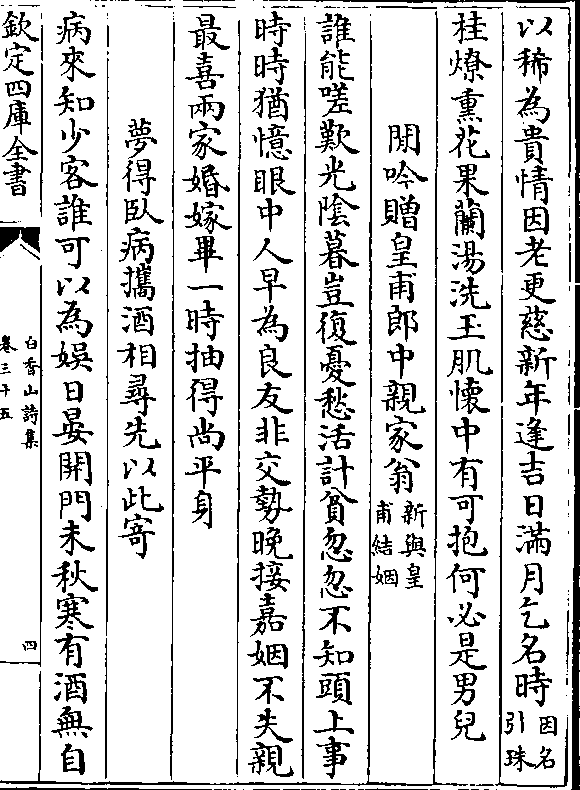 以稀為貴情因老更慈新年逢吉日滿月乞名時因名引珠
桂燎熏花果蘭湯洗玉肌懷中有可抱何必是男兒
閒吟贈皇甫郎中親家翁新與皇甫結姻
誰能嗟歎光陰暮豈復憂愁活計貧忽忽不知頭上事
時時猶憶眼中人早為良友非交勢晚接嘉姻不失親
最喜兩家婚嫁畢一時抽得尚平身
夢得臥病攜酒相尋先以此寄
病來知少客誰可以為娛日晏開門未秋寒有酒無自
欽定四庫全書
白香山詩集
卷三十五
四